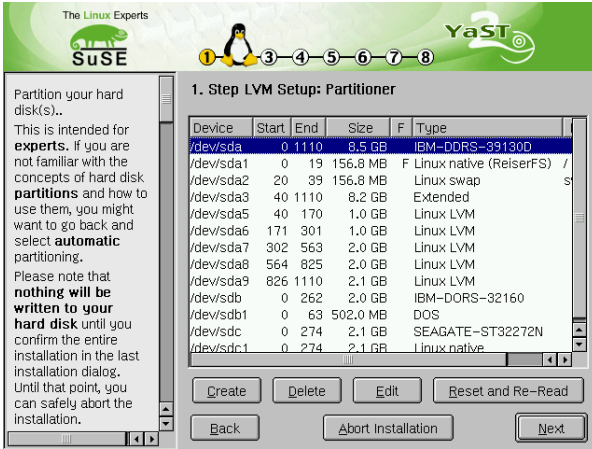 The Linux Experts
SuSE
1 3 4 5 6 7 8
YaST2
Partition your hard
disk(s)..
This is intended for
experts. If you are
not familiar with the
concepts of hard disk
partitions and how to
use them, you might
want to go back and
select automatic
partitioning.
Please note that
nothing will be
written to your
hard disk until you
confirm the entire
installation in the last
installation dialog.
Until that point, you
can safely abort the
installation.
1. Step LVM Setup: Partitioner
Device Start End Size F Type
/dev/sda 0 1110 8.5 GB IBM-DDRS-39130D
/dev/sda1 0 19 156.8 MB F Linux native (ReiserFS) /
/dev/sda2 20 39 156.8 MB Linux swap
/dev/sda3 40 1110 8.2 GB Extended
/dev/sda5 40 170 1.0 GB Linux LVM
/dev/sda6 171 301 1.0 GB Linux LVM
/dev/sda7 302 563 2.0 GB Linux LVM
/dev/sda8 564 825 2.0 GB Linux LVM
/dev/sda9 826 1110 2.1 GB Linux LVM
/dev/sdb 0 262 2.0 GB IBM-DORS-32160
/dev/sdb1 0 63 502.0 MB DOS
/dev/sdc 0 274 2.1 GB SEAGATE-ST32272N
/dev/sdc1 0 274 2.1 GB Linux native
Create Delete Edit Reset and Re-Read
Back Abort Installation Next